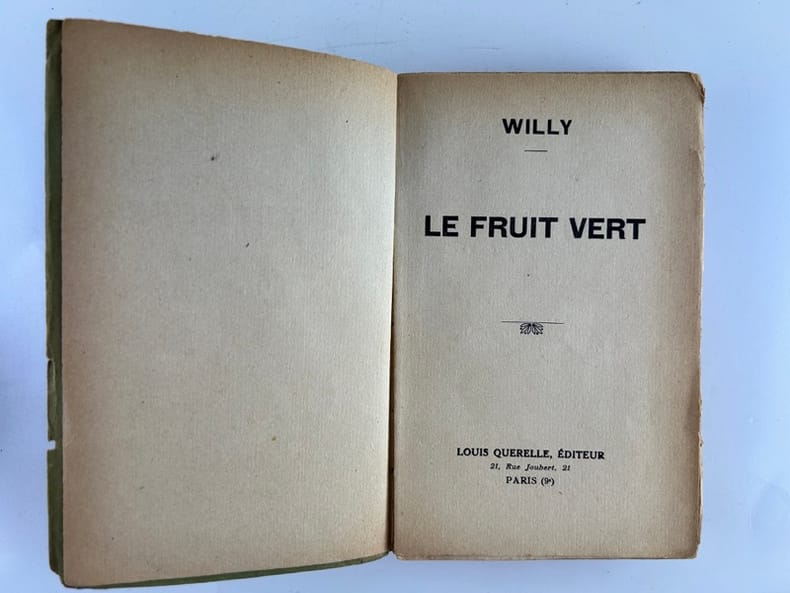 WILLY
LE FRUIT VERT
LOUIS QUERELLE, ÉDITEUR
21, Rue Joubert, 21
PARIS (9ᵉ)